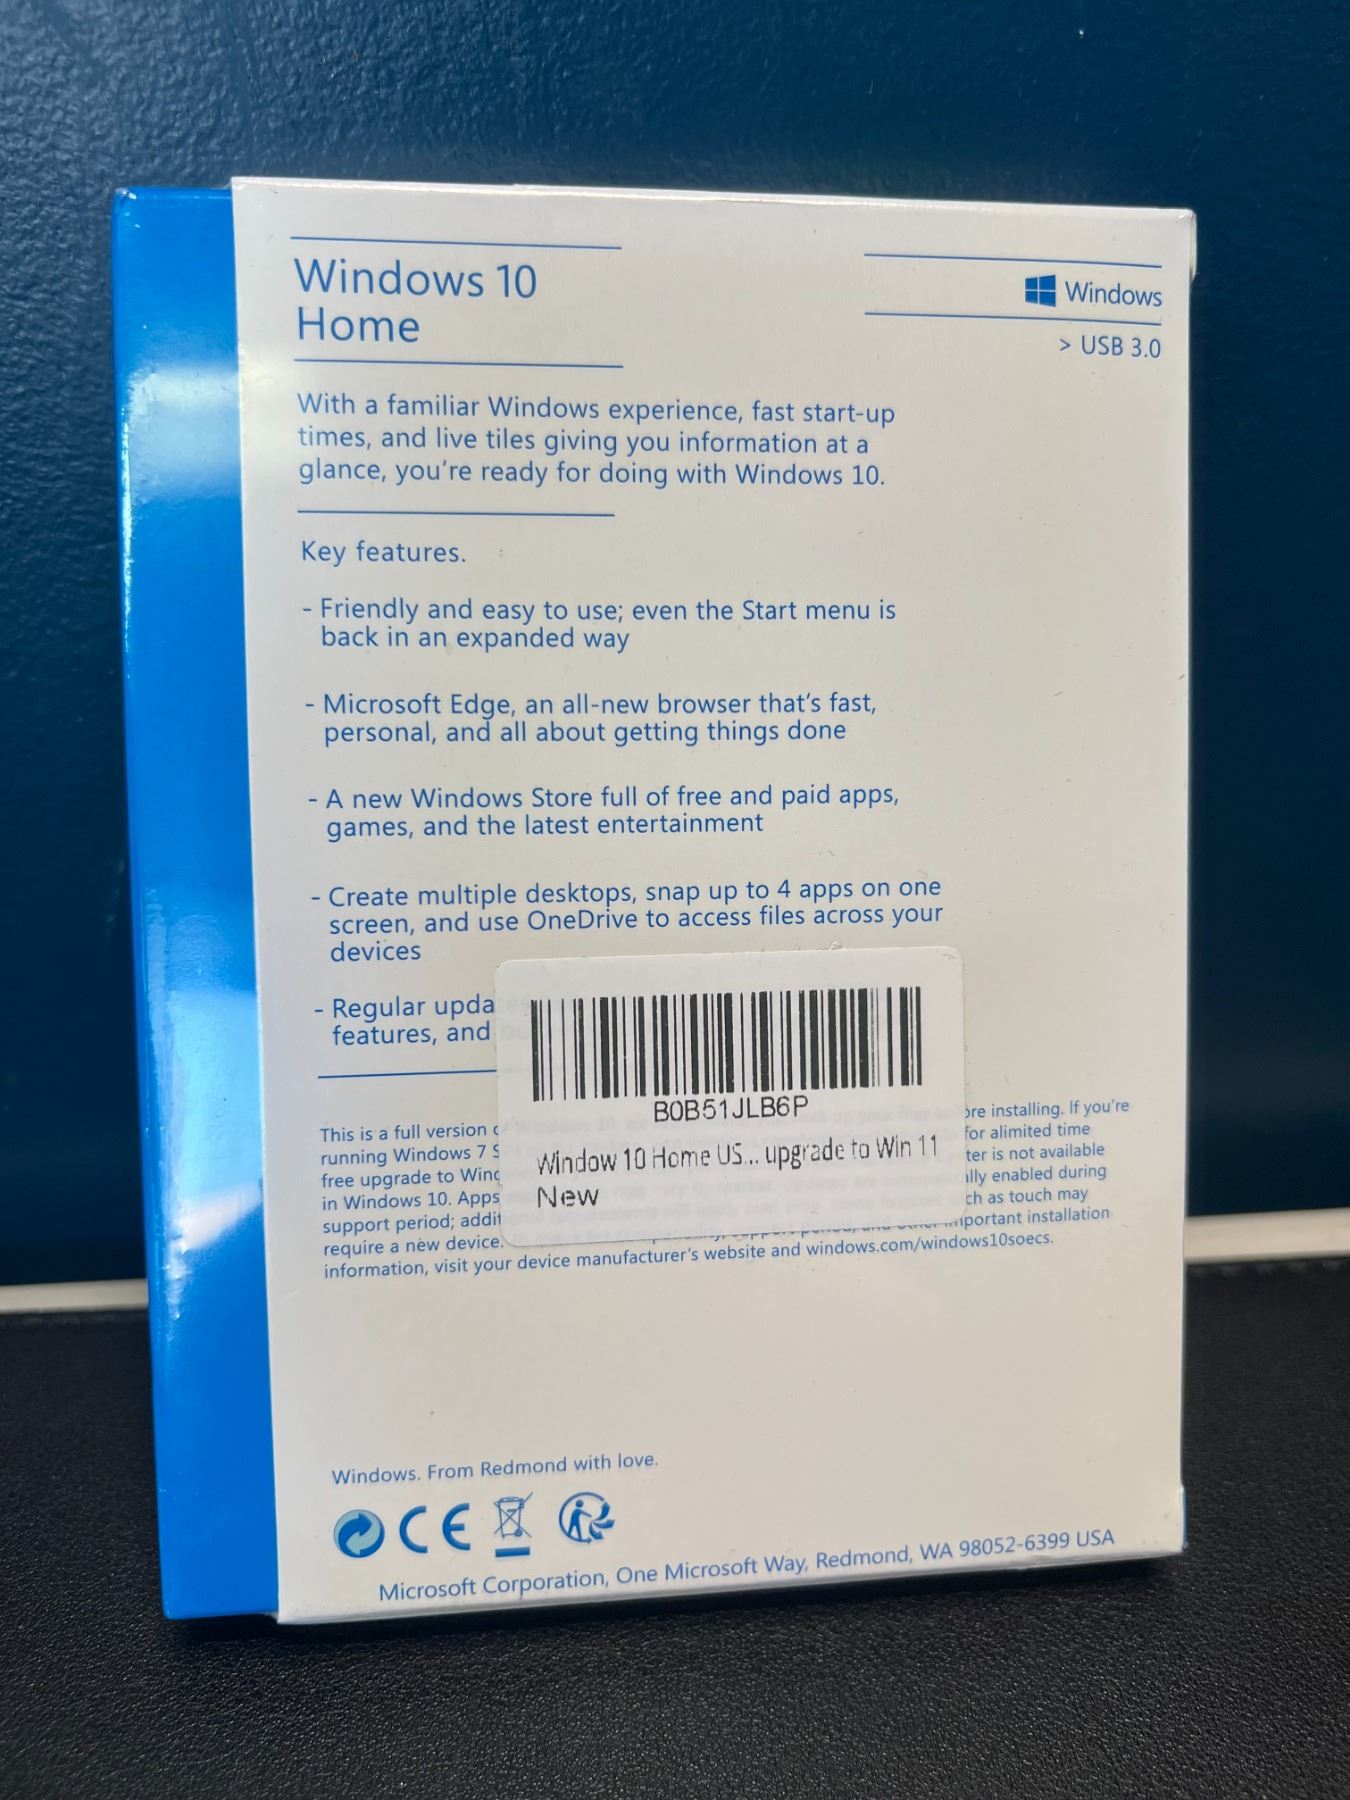 Windows 10
Home
Windows
> USB 3.0
With a familiar Windows experience, fast start-up
times, and live tiles giving you information at a
glance, you're ready for doing with Windows 10.
Key features.
- Friendly and easy to use; even the Start menu is
back in an expanded way
- Microsoft Edge, an all-new browser that's fast,
personal, and all about getting things done
- A new Windows Store full of free and paid apps,
games, and the latest entertainment
- Create multiple desktops, snap up to 4 apps on one
screen, and use OneDrive to access files across your
devices
- Regular upda
features, and
B0B51JLB6P
Window 10 Home US... upgrade to Win 11
New
This is a full version ore installing. If you're
running Windows 7 S for alimited time
free upgrade to Wind ter is not available
in Windows 10. Apps ally enabled during
support period; addit ch as touch may
require a new device. important installation
information, visit your device manufacturer's website and windows.com/windows10soecs.
Windows. From Redmond with love.
CE
Microsoft Corporation, One Microsoft Way, Redmond, WA 98052-6399 USA